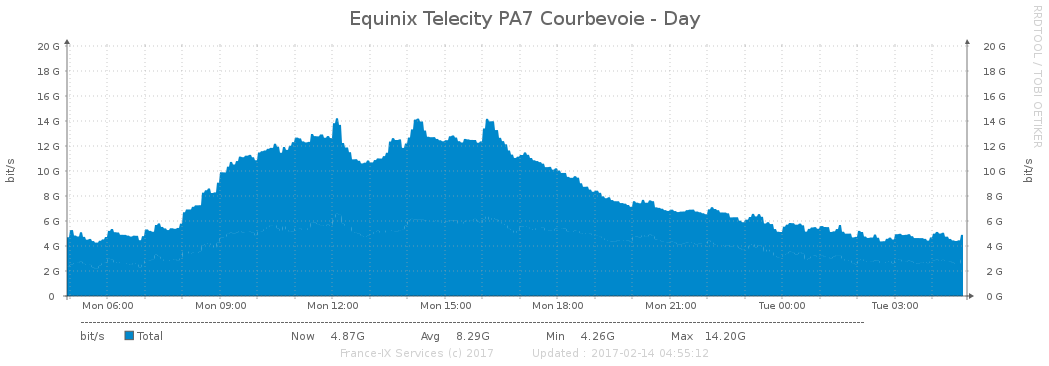 Equinix Telecity PA7 Courbevoie - Day
RRDTOOL / TOBI OETIKER
bit/s
20 G 20 G
18 G 18 G
16 G 16 G
14 G 14 G
12 G 12 G
10 G 10 G
8 G 8 G
6 G 6 G
4 G 4 G
2 G 2 G
0 0 G
bit/s
Mon 06:00 Mon 09:00 Mon 12:00 Mon 15:00 Mon 18:00 Mon 21:00 Tue 00:00 Tue 03:00
bit/s Total Now 4.87G Avg 8.29G Min 4.26G Max 14.20G
France-IX Services (c) 2017 Updated : 2017-02-14 04:55:12